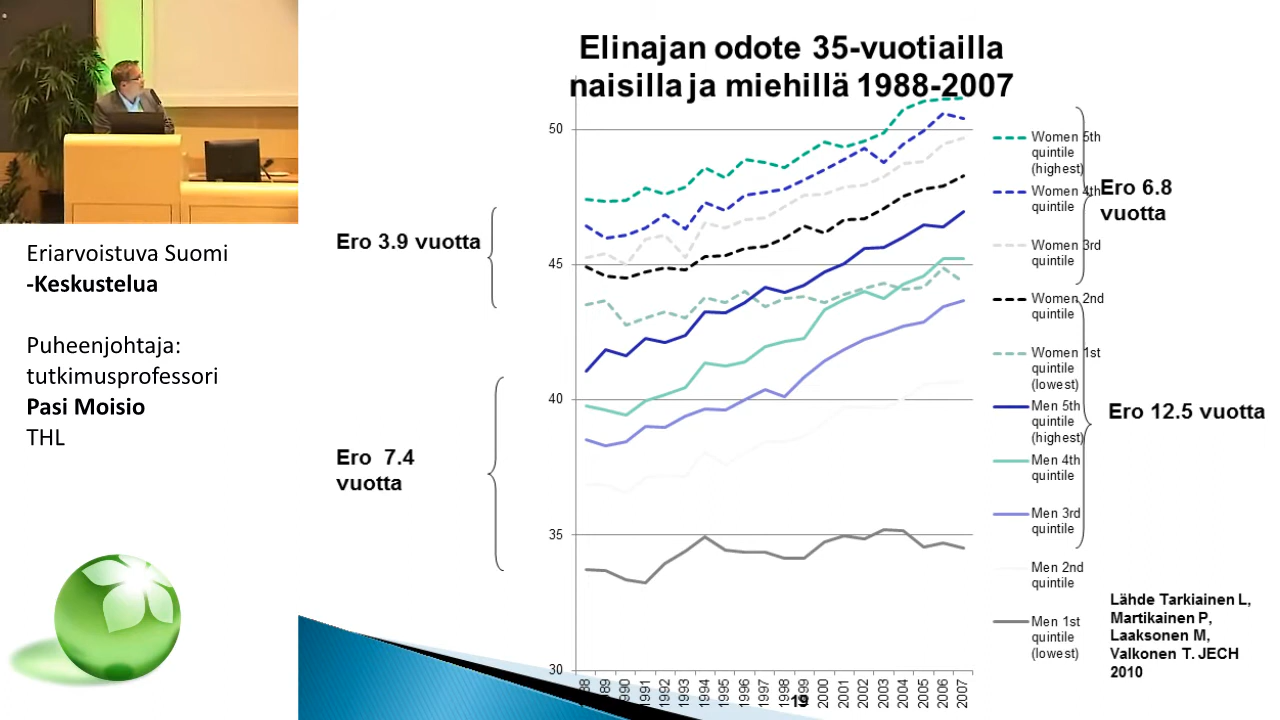 Eriarvoistuva Suomi
-Keskustelua
Puheenjohtaja:
tutkimusprofessori
Pasi Moisio
THL
Elinajan odote 35-vuotiailla
naisilla ja miehillä 1988-2007
Ero 3.9 vuotta
Ero 7.4
vuotta
50
45
40
35
30
88
89
990
1991
1992
1993
1994
1995
1996
1997
1998
1999
2000
2001
2002
2003
2004
2005
2006
2007
19
Women 5th
quintile
(highest)
Women 4th
quintile
Women 3rd
quintile
Women 2nd
quintile
Women 1st
quintile
(lowest)
Men 5th
quintile
(highest)
Men 4th
quintile
Men 3rd
quintile
Men 2nd
quintile
Men 1st
quintile
(lowest)
Ero 6.8
vuotta
Ero 12.5 vuotta
Lähde Tarkiainen L,
Martikainen P,
Laaksonen M,
Valkonen T. JECH
2010